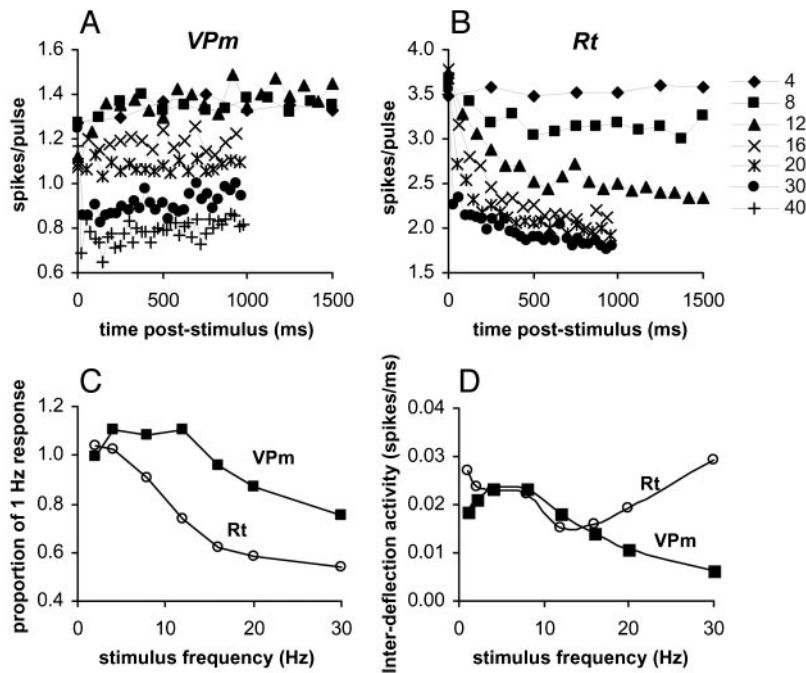 A
VPm
spikes/pulse
1.6
1.4
1.2
1.0
0.8
0.6
0
500
1000
1500
time post-stimulus (ms)
B
Rt
spikes/pulse
4.0
3.5
3.0
2.5
2.0
1.5
0
500
1000
1500
time post-stimulus (ms)
4
8
12
16
20
30
40
C
proportion of 1 Hz response
1.2
1.0
0.8
0.6
0.4
VPm
Rt
0
10
20
30
stimulus frequency (Hz)
D
Inter-deflection activity (spikes/ms)
0.04
0.03
0.02
0.01
0.00
Rt
VPm
0
10
20
30
stimulus frequency (Hz)